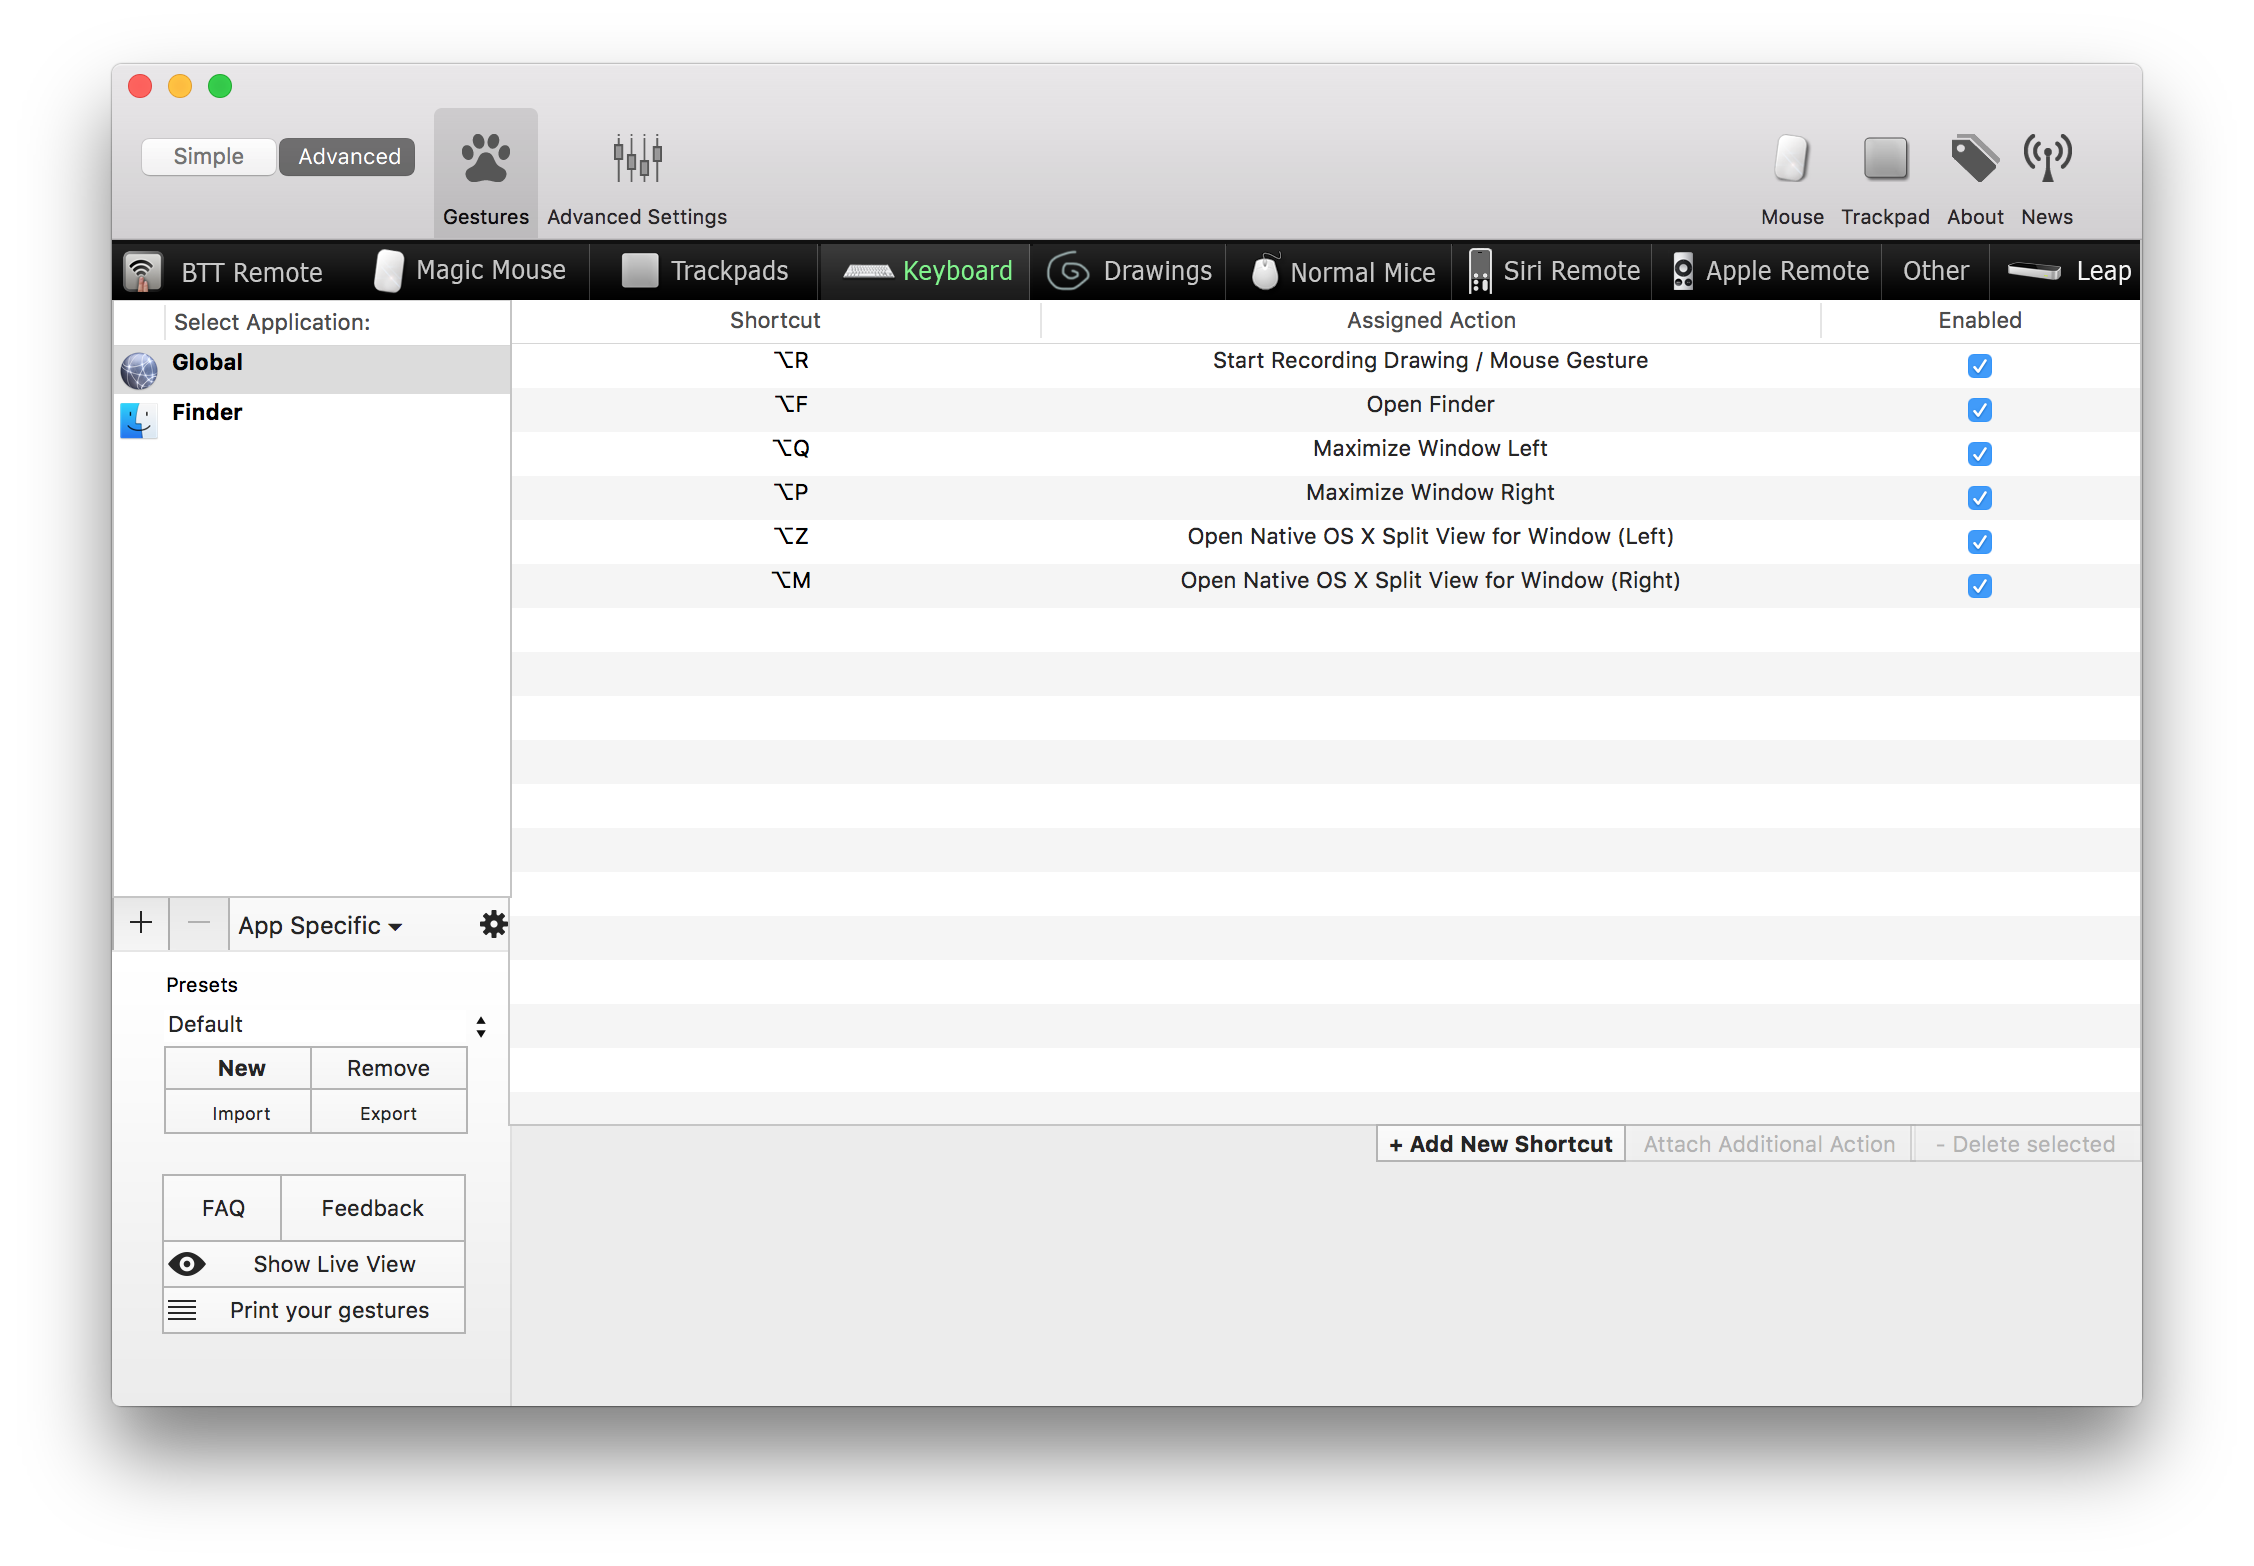 Simple Advanced
Gestures Advanced Settings Mouse Trackpad About News
BTT Remote Magic Mouse Trackpads Keyboard Drawings Normal Mice Siri Remote Apple Remote Other Leap
Select Application: Shortcut Assigned Action Enabled
Global
Finder
⌥R Start Recording Drawing / Mouse Gesture
⌥F Open Finder
⌥Q Maximize Window Left
⌥P Maximize Window Right
⌥Z Open Native OS X Split View for Window (Left)
⌥M Open Native OS X Split View for Window (Right)
App Specific
Presets
Default
New Remove
Import Export
+ Add New Shortcut Attach Additional Action - Delete selected
FAQ Feedback
Show Live View
Print your gestures